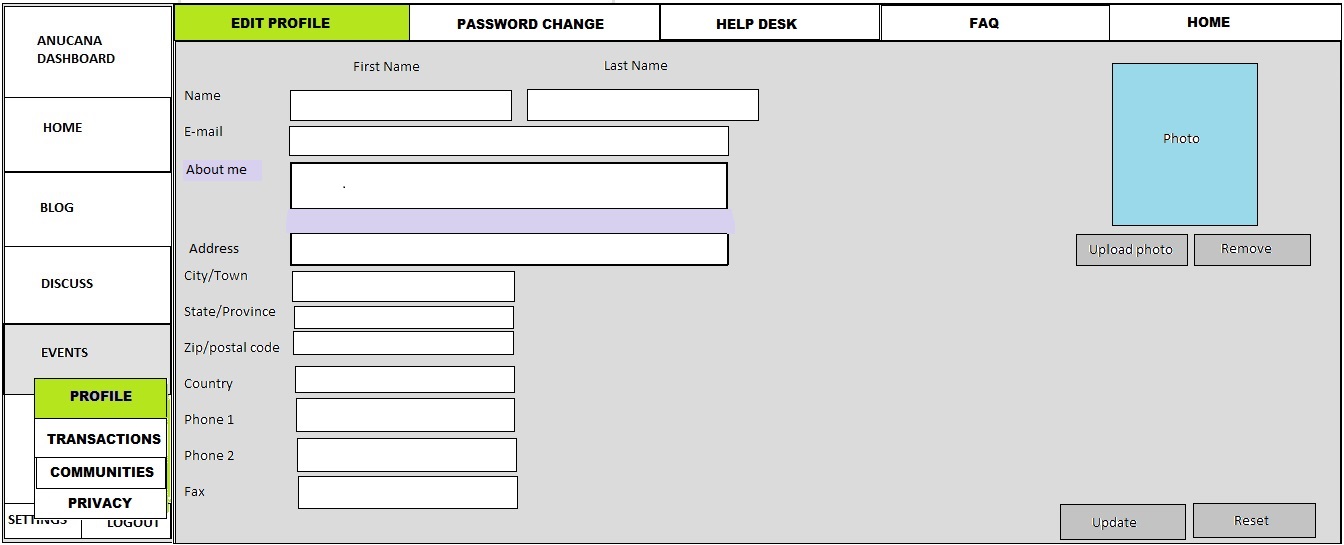 EDIT PROFILE
PASSWORD CHANGE
HELP DESK
FAQ
HOME
ANUCANA
DASHBOARD
HOME
BLOG
DISCUSS
EVENTS
PROFILE
TRANSACTIONS
COMMUNITIES
PRIVACY
SETTINGS
LOGOUT
First Name
Last Name
Name
E-mail
About me
Address
City/Town
State/Province
Zip/postal code
Country
Phone 1
Phone 2
Fax
Photo
Upload photo
Remove
Update
Reset